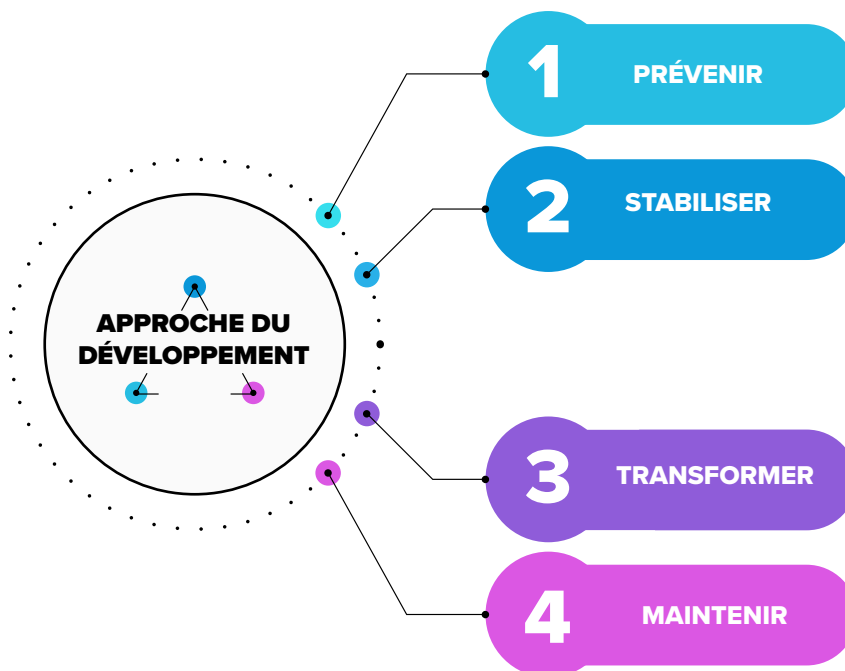 1 PRÉVENIR
2 STABILISER
APPROCHE DU
DÉVELOPPEMENT
3 TRANSFORMER
4 MAINTENIR